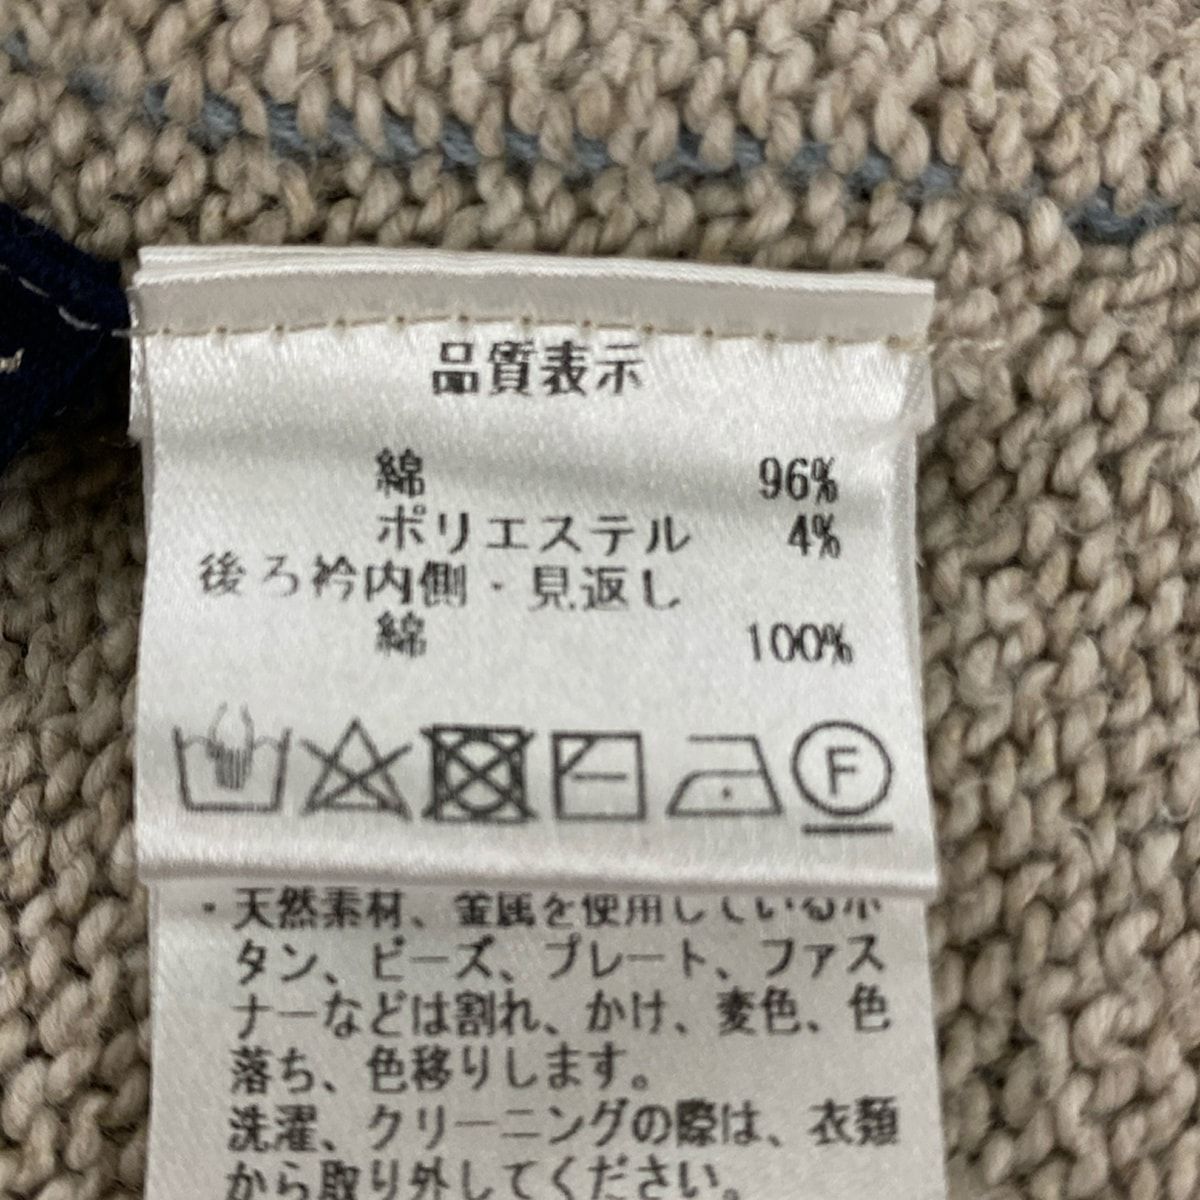 品質表示
綿 96%
ポリエステル 4%
後ろ衿内側・見返し
綿 100%
F
・天然素材、金属を使用しているボ
タン、ビーズ、プレート、ファス
ナーなどは割れ、かけ、変色、色
落ち、色移りします。
洗濯、クリーニングの際は、衣類
から取り外してください。